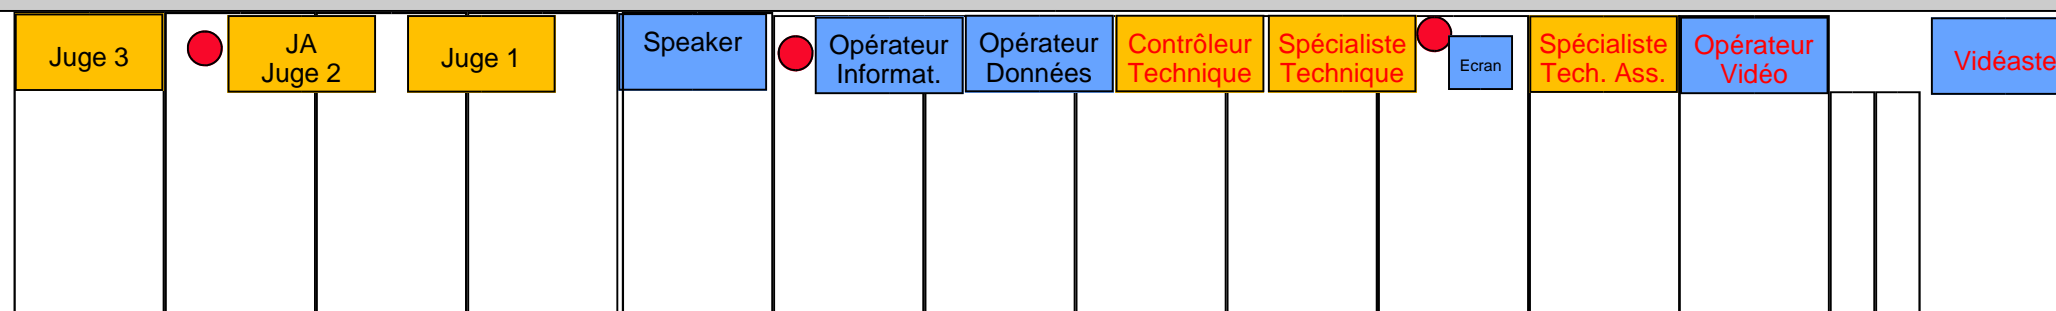 Juge 3
JA
Juge 2
Juge 1
Speaker
Opérateur
Informat.
Opérateur
Données
Contrôleur
Technique
Spécialiste
Technique
Ecran
Spécialiste
Tech. Ass.
Opérateur
Vidéo
Vidéaste